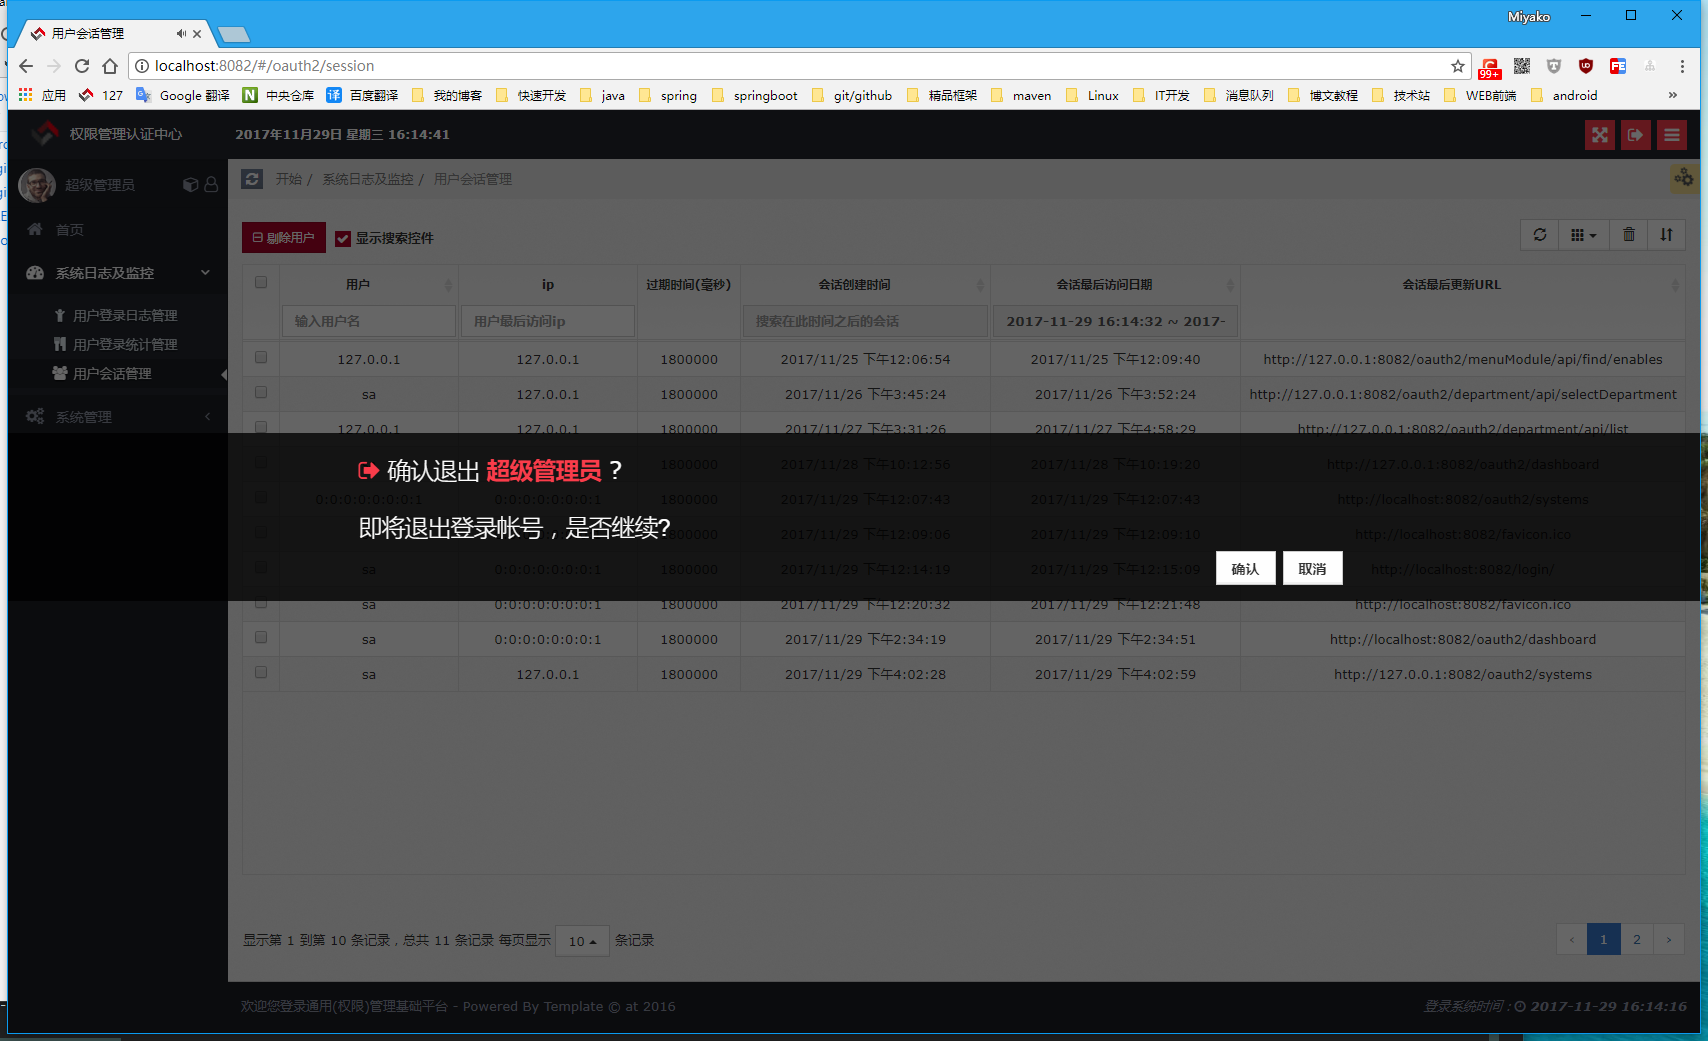 Miyako
用户会话管理
localhost:8082/#/oauth2/session
99+
应用 127 Google 翻译 中央仓库 百度翻译 我的博客 快速开发 java spring springboot git/github 精品框架 maven Linux IT开发 消息队列 博文教程 技术站 WEB前端 android »
权限管理认证中心 2017年11月29日 星期三 16:14:41
超级管理员
开始 / 系统日志及监控 / 用户会话管理
首页
系统日志及监控
用户登录日志管理
用户登录统计管理
用户会话管理
系统管理
剔除用户 显示搜索控件
用户 ip 过期时间(毫秒) 会话创建时间 会话最后访问日期 会话最后更新URL
输入用户名 用户最后访问ip 搜索在此时间之后的会话 2017-11-29 16:14:32 ~ 2017-
127.0.0.1 127.0.0.1 1800000 2017/11/25 下午12:06:54 2017/11/25 下午12:09:40 http://127.0.0.1:8082/oauth2/menuModule/api/find/enables
sa 127.0.0.1 1800000 2017/11/26 下午3:45:24 2017/11/26 下午3:52:24 http://127.0.0.1:8082/oauth2/department/api/selectDepartment
127.0.0.1 127.0.0.1 1800000 2017/11/27 下午3:31:26 2017/11/27 下午4:58:29 http://127.0.0.1:8082/oauth2/department/api/list
1800000 2017/11/28 下午10:12:56 2017/11/28 下午10:19:20 http://127.0.0.1:8082/oauth2/dashboard
0:0:0:0:0:0:0:1 0:0:0:0:0:0:0:1 1800000 2017/11/29 下午12:07:43 2017/11/29 下午12:07:43 http://localhost:8082/oauth2/systems
1800000 2017/11/29 下午12:09:06 2017/11/29 下午12:09:10 http://localhost:8082/favicon.ico
sa 0:0:0:0:0:0:0:1 1800000 2017/11/29 下午12:14:19 2017/11/29 下午12:15:09 http://localhost:8082/login/
sa 0:0:0:0:0:0:0:1 1800000 2017/11/29 下午12:20:32 2017/11/29 下午12:21:48 http://localhost:8082/favicon.ico
sa 0:0:0:0:0:0:0:1 1800000 2017/11/29 下午2:34:19 2017/11/29 下午2:34:51 http://localhost:8082/oauth2/dashboard
sa 127.0.0.1 1800000 2017/11/29 下午4:02:28 2017/11/29 下午4:02:59 http://127.0.0.1:8082/oauth2/systems
确认退出 超级管理员 ?
即将退出登录帐号，是否继续?
确认 取消
显示第 1 到第 10 条记录，总共 11 条记录 每页显示 10 条记录
‹ 1 2 ›
欢迎您登录通用(权限)管理基础平台 - Powered By Template © at 2016
登录系统时间 : 2017-11-29 16:14:16